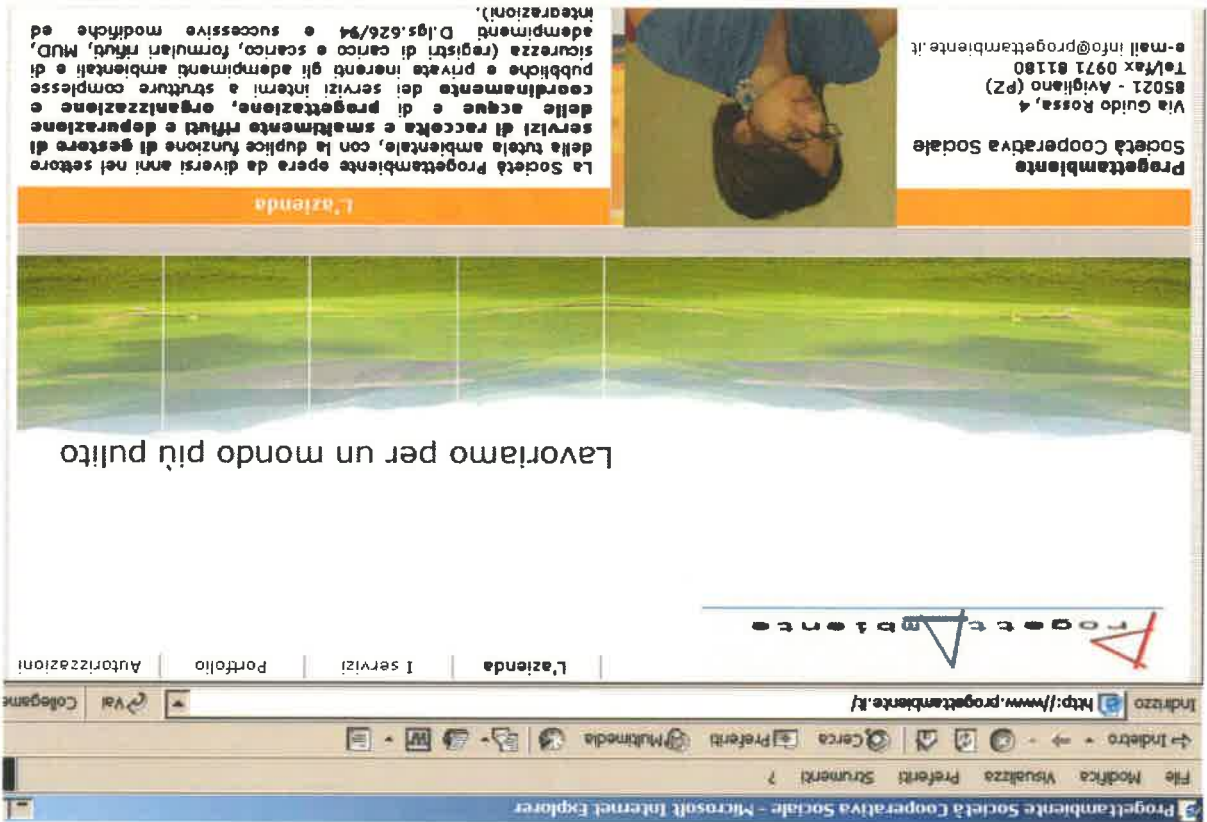 Progettambiente Società Cooperativa Sociale - Microsoft Internet Explorer
File Modifica Visualizza Preferiti Strumenti ?
Indietro Cerca Preferiti Multimedia
Indirizzo http://www.progettambiente.it/ Vai Collegame
L'azienda I servizi Portfolio Autorizzazioni
ProgettAmbiente
Lavoriamo per un mondo più pulito
L'azienda
Progettambiente
Società Cooperativa Sociale
Via Guido Rossa, 4
85021 - Avigliano (PZ)
Tel/fax 0971 81180
e-mail info@progettambiente.it
La Società Progettambiente opera da diversi anni nel settore
della tutela ambientale, con la duplice funzione di gestore di
servizi di raccolta e smaltimento rifiuti e depurazione
delle acque e di progettazione, organizzazione e
coordinamento dei servizi interni a strutture complesse
pubbliche e private inerenti gli adempimenti ambientali e di
sicurezza (registri di carico e scarico, formulari rifiuti, MUD,
adempimenti D.lgs.626/94 e successive modifiche ed
integrazioni).